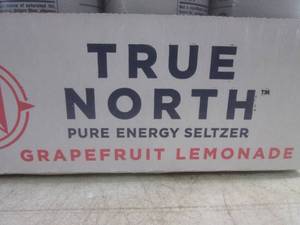 TRUE
NORTH™
PURE ENERGY SELTZER
GRAPEFRUIT LEMONADE